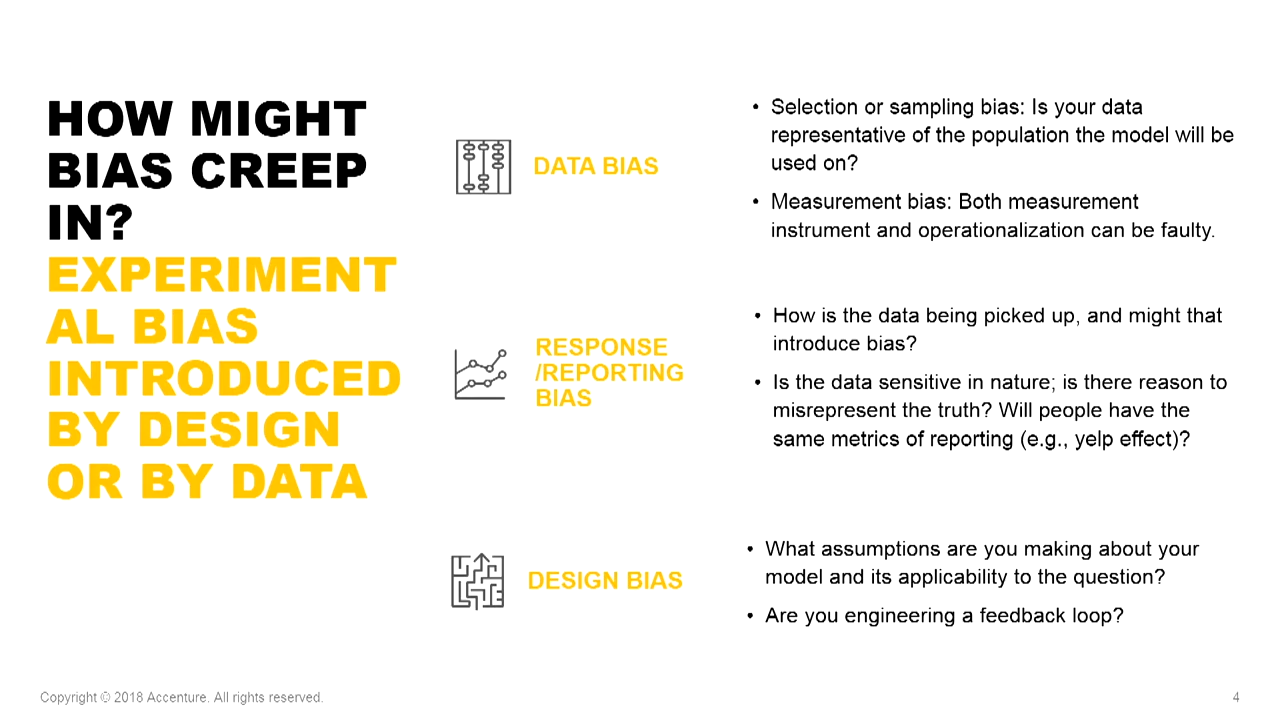 HOW MIGHT
BIAS CREEP
IN?
EXPERIMENT
AL BIAS
INTRODUCED
BY DESIGN
OR BY DATA
DATA BIAS
• Selection or sampling bias: Is your data
representative of the population the model will be
used on?
• Measurement bias: Both measurement
instrument and operationalization can be faulty.
RESPONSE
/REPORTING
BIAS
• How is the data being picked up, and might that
introduce bias?
• Is the data sensitive in nature; is there reason to
misrepresent the truth? Will people have the
same metrics of reporting (e.g., yelp effect)?
DESIGN BIAS
• What assumptions are you making about your
model and its applicability to the question?
• Are you engineering a feedback loop?
Copyright © 2018 Accenture. All rights reserved.
4